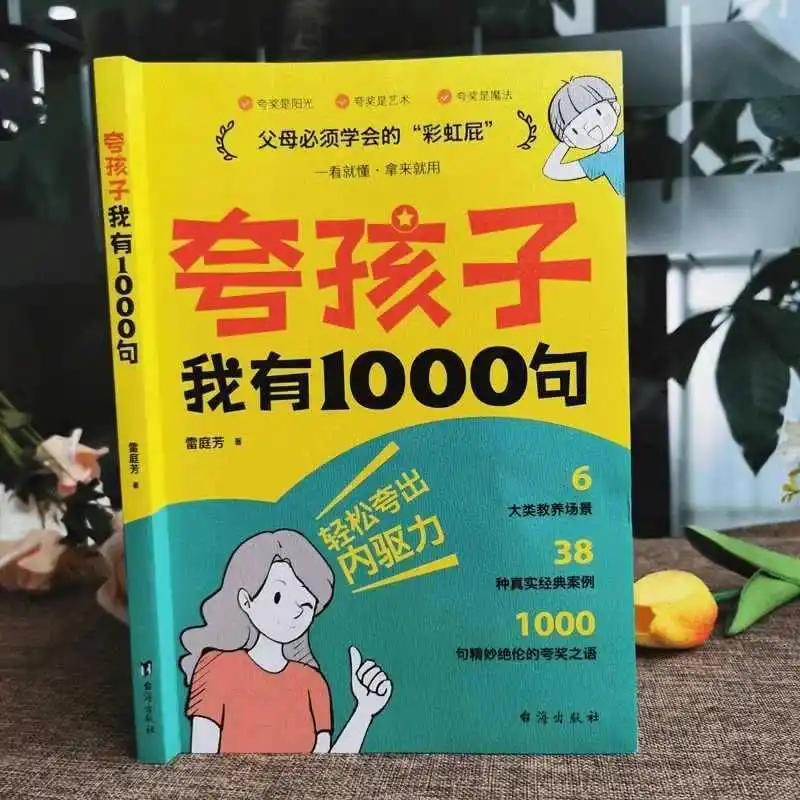 夸奖是阳光 夸奖是艺术 夸奖是魔法
父母必须学会的“彩虹屁”
一看就懂·拿来就用
夸孩子
我有1000句
雷庭芳 著
轻松夸出
内驱力
6
大类教养场景
38
种真实经典案例
1000
句精妙绝伦的夸奖之语
台海出版社
夸孩子我有1000句
雷庭芳 著
台海出版社